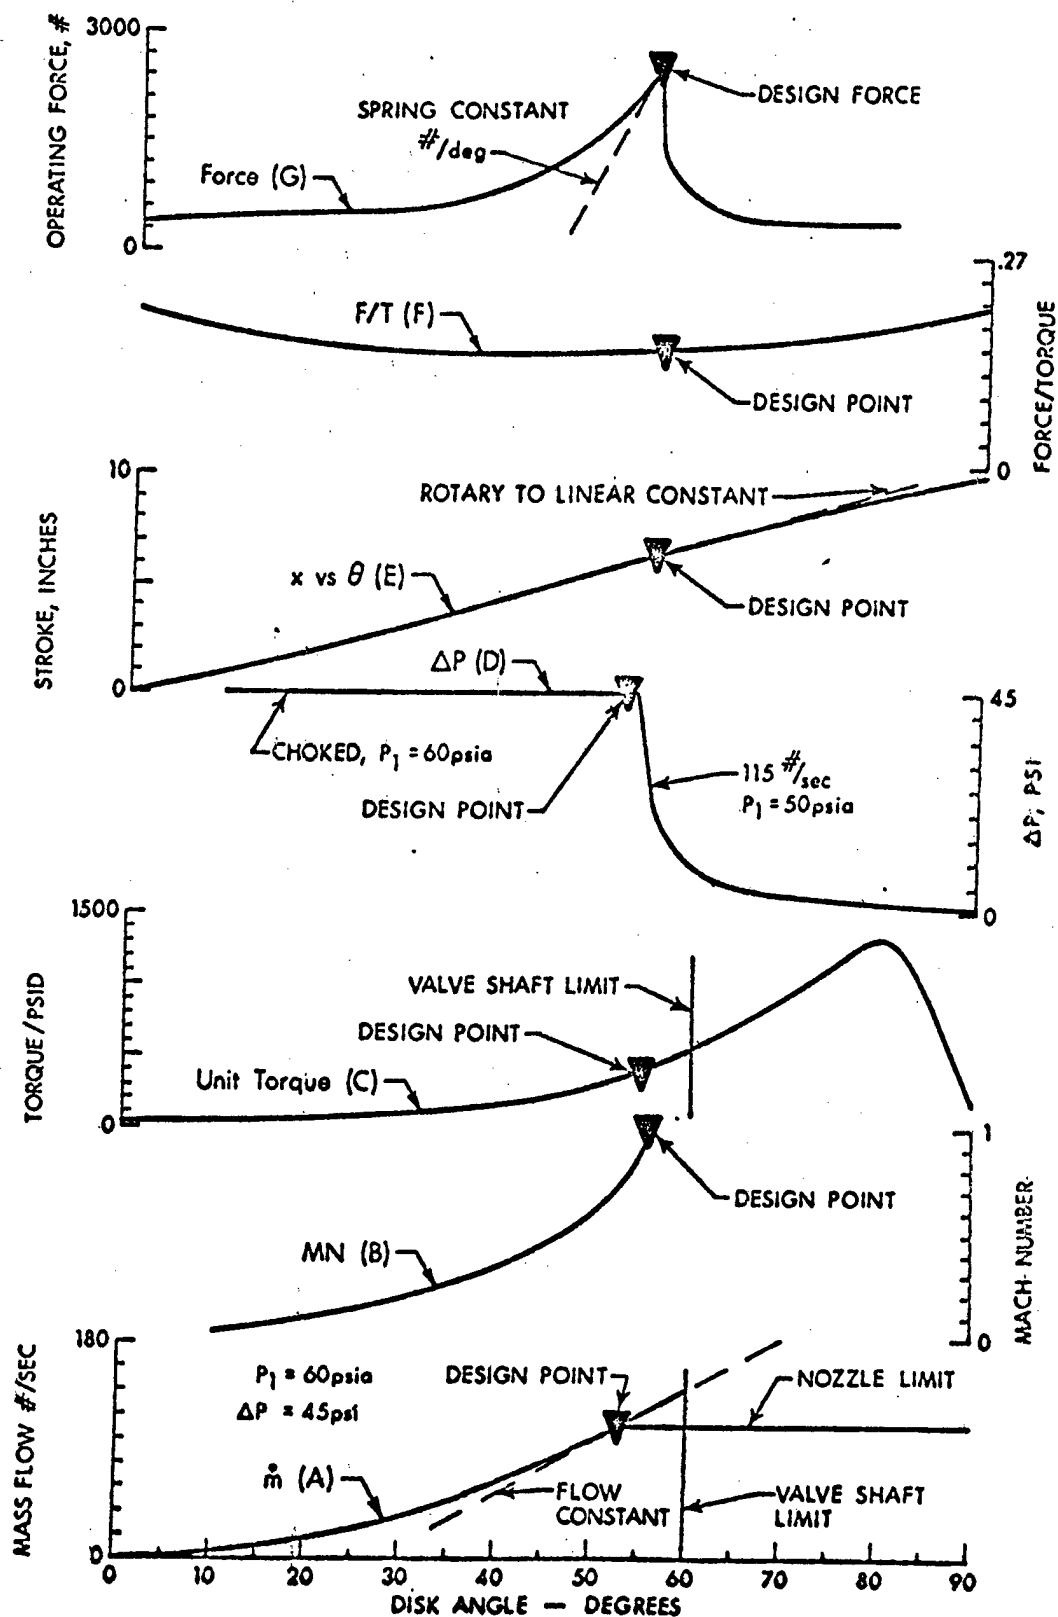 3000
OPERATING FORCE, #
0
SPRING CONSTANT
#/deg
DESIGN FORCE
Force (G)
.27
F/T (F)
DESIGN POINT
FORCE/TORQUE
0
10
ROTARY TO LINEAR CONSTANT
STROKE, INCHES
x vs θ (E)
DESIGN POINT
0
ΔP (D)
45
CHOKED, P1 = 60psia
115 #/sec
P1 = 50psia
DESIGN POINT
ΔP, PSI
0
1500
TORQUE/PSID
VALVE SHAFT LIMIT
DESIGN POINT
Unit Torque (C)
0
1
DESIGN POINT
MN (B)
MACH NUMBER
0
180
MASS FLOW #/SEC
P1 = 60psia
ΔP = 45psi
DESIGN POINT
NOZZLE LIMIT
ṁ (A)
FLOW
CONSTANT
VALVE SHAFT
LIMIT
0
0 10 20 30 40 50 60 70 80 90
DISK ANGLE — DEGREES